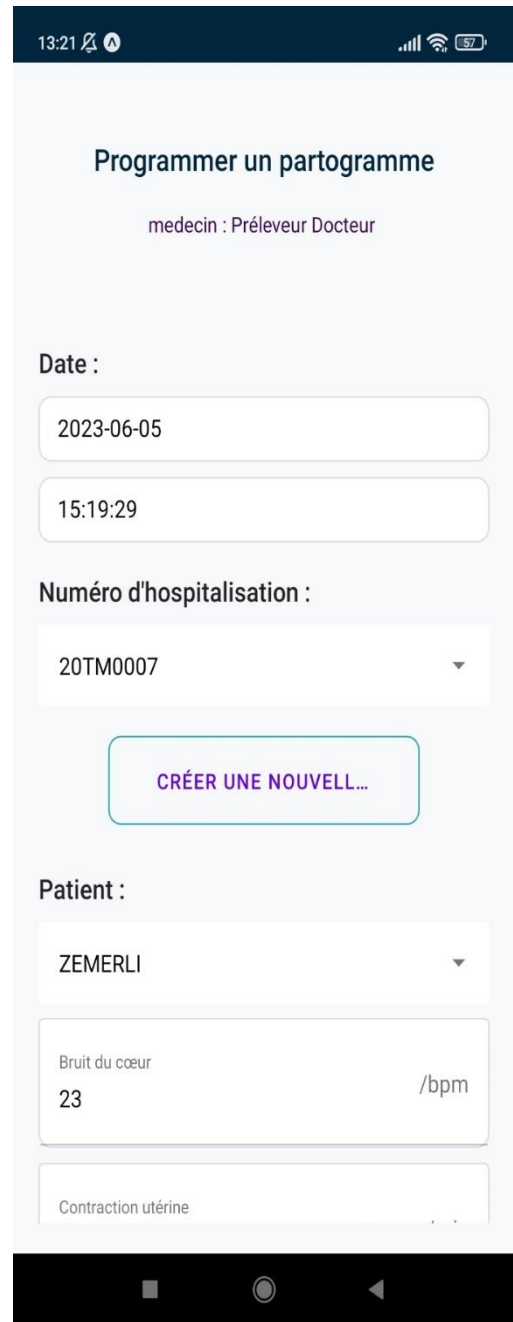 13:21
57
Programmer un partogramme
medecin : Préleveur Docteur
Date :
2023-06-05
15:19:29
Numéro d'hospitalisation :
20TM0007
CRÉER UNE NOUVELL...
Patient :
ZEMERLI
Bruit du cœur
23 /bpm
Contraction utérine